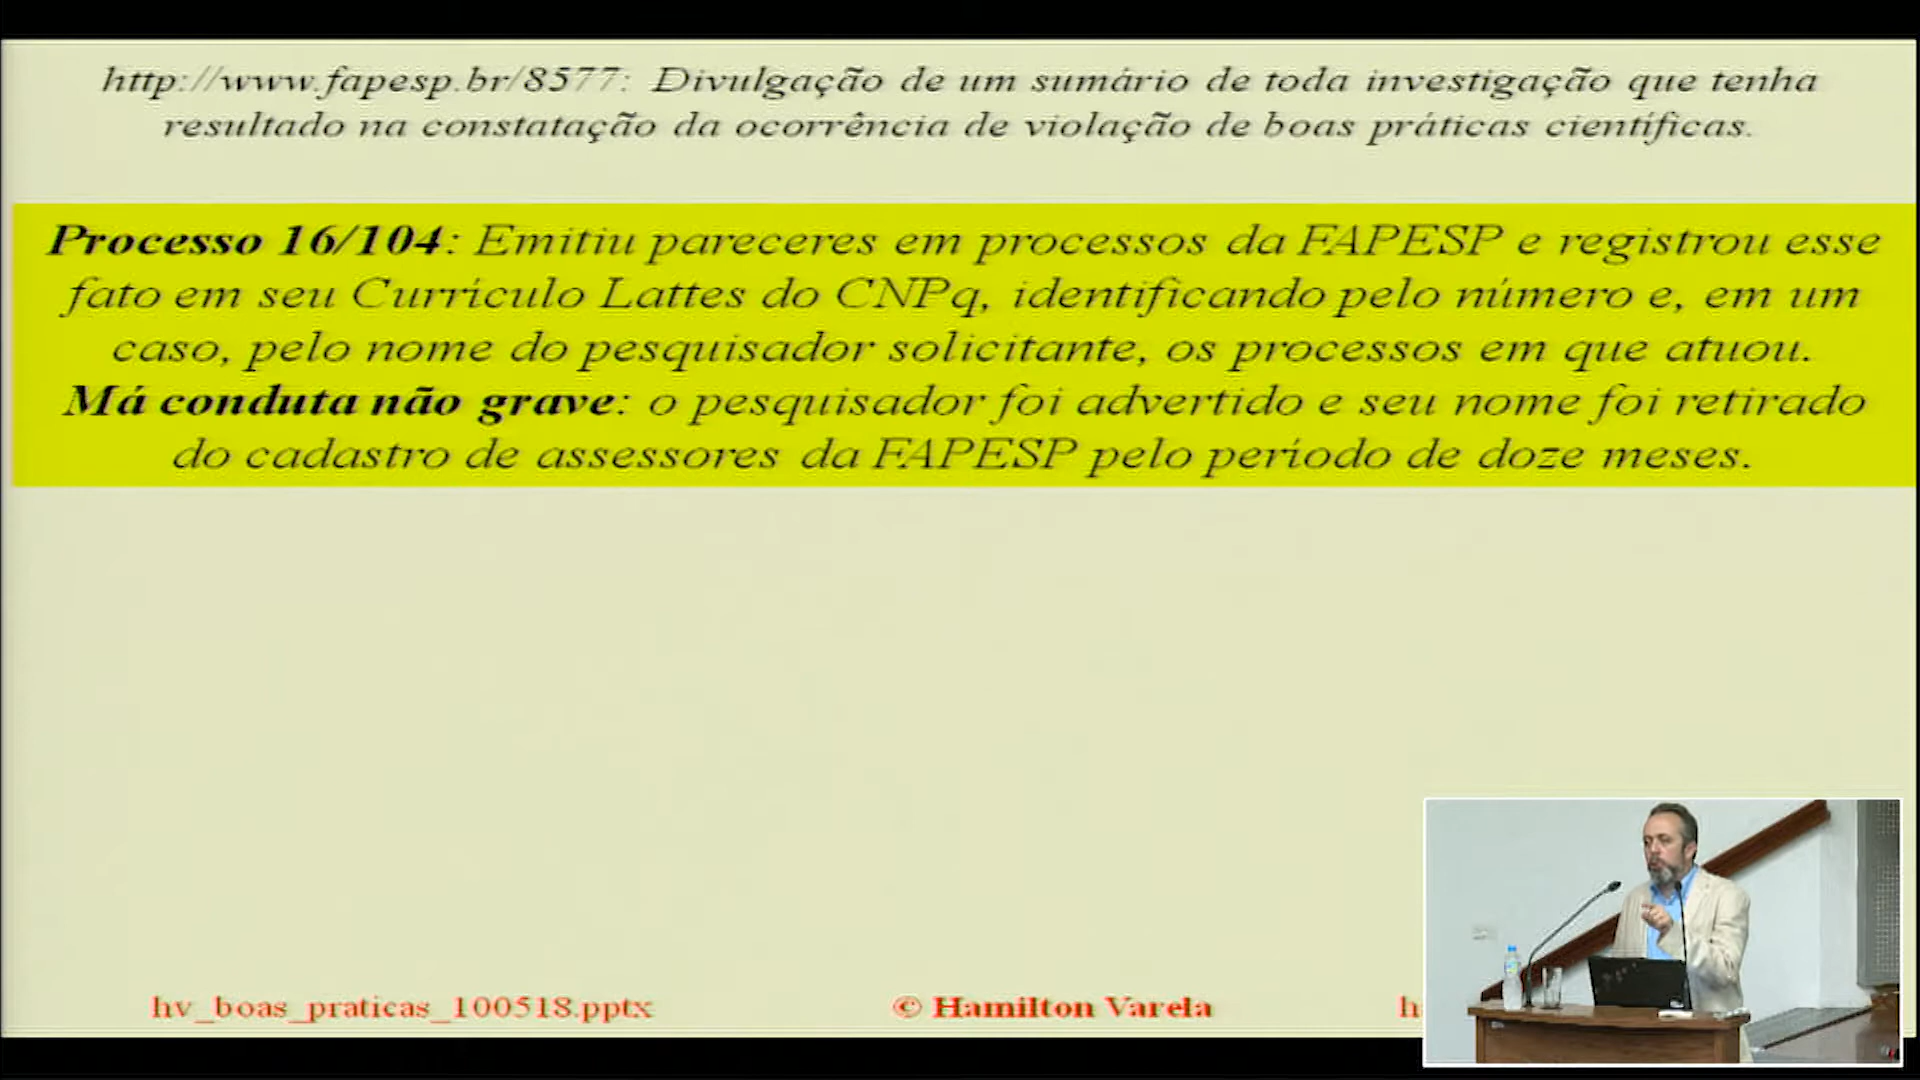 http://www.fapesp.br/8577: Divulgação de um sumário de toda investigação que tenha
resultado na constatação da ocorrência de violação de boas práticas científicas.
Processo 16/104: Emitiu pareceres em processos da FAPESP e registrou esse
fato em seu Currículo Lattes do CNPq, identificando pelo número e, em um
caso, pelo nome do pesquisador solicitante, os processos em que atuou.
Má conduta não grave: o pesquisador foi advertido e seu nome foi retirado
do cadastro de assessores da FAPESP pelo período de doze meses.
hv_boas_praticas_100518.pptx
© Hamilton Varela